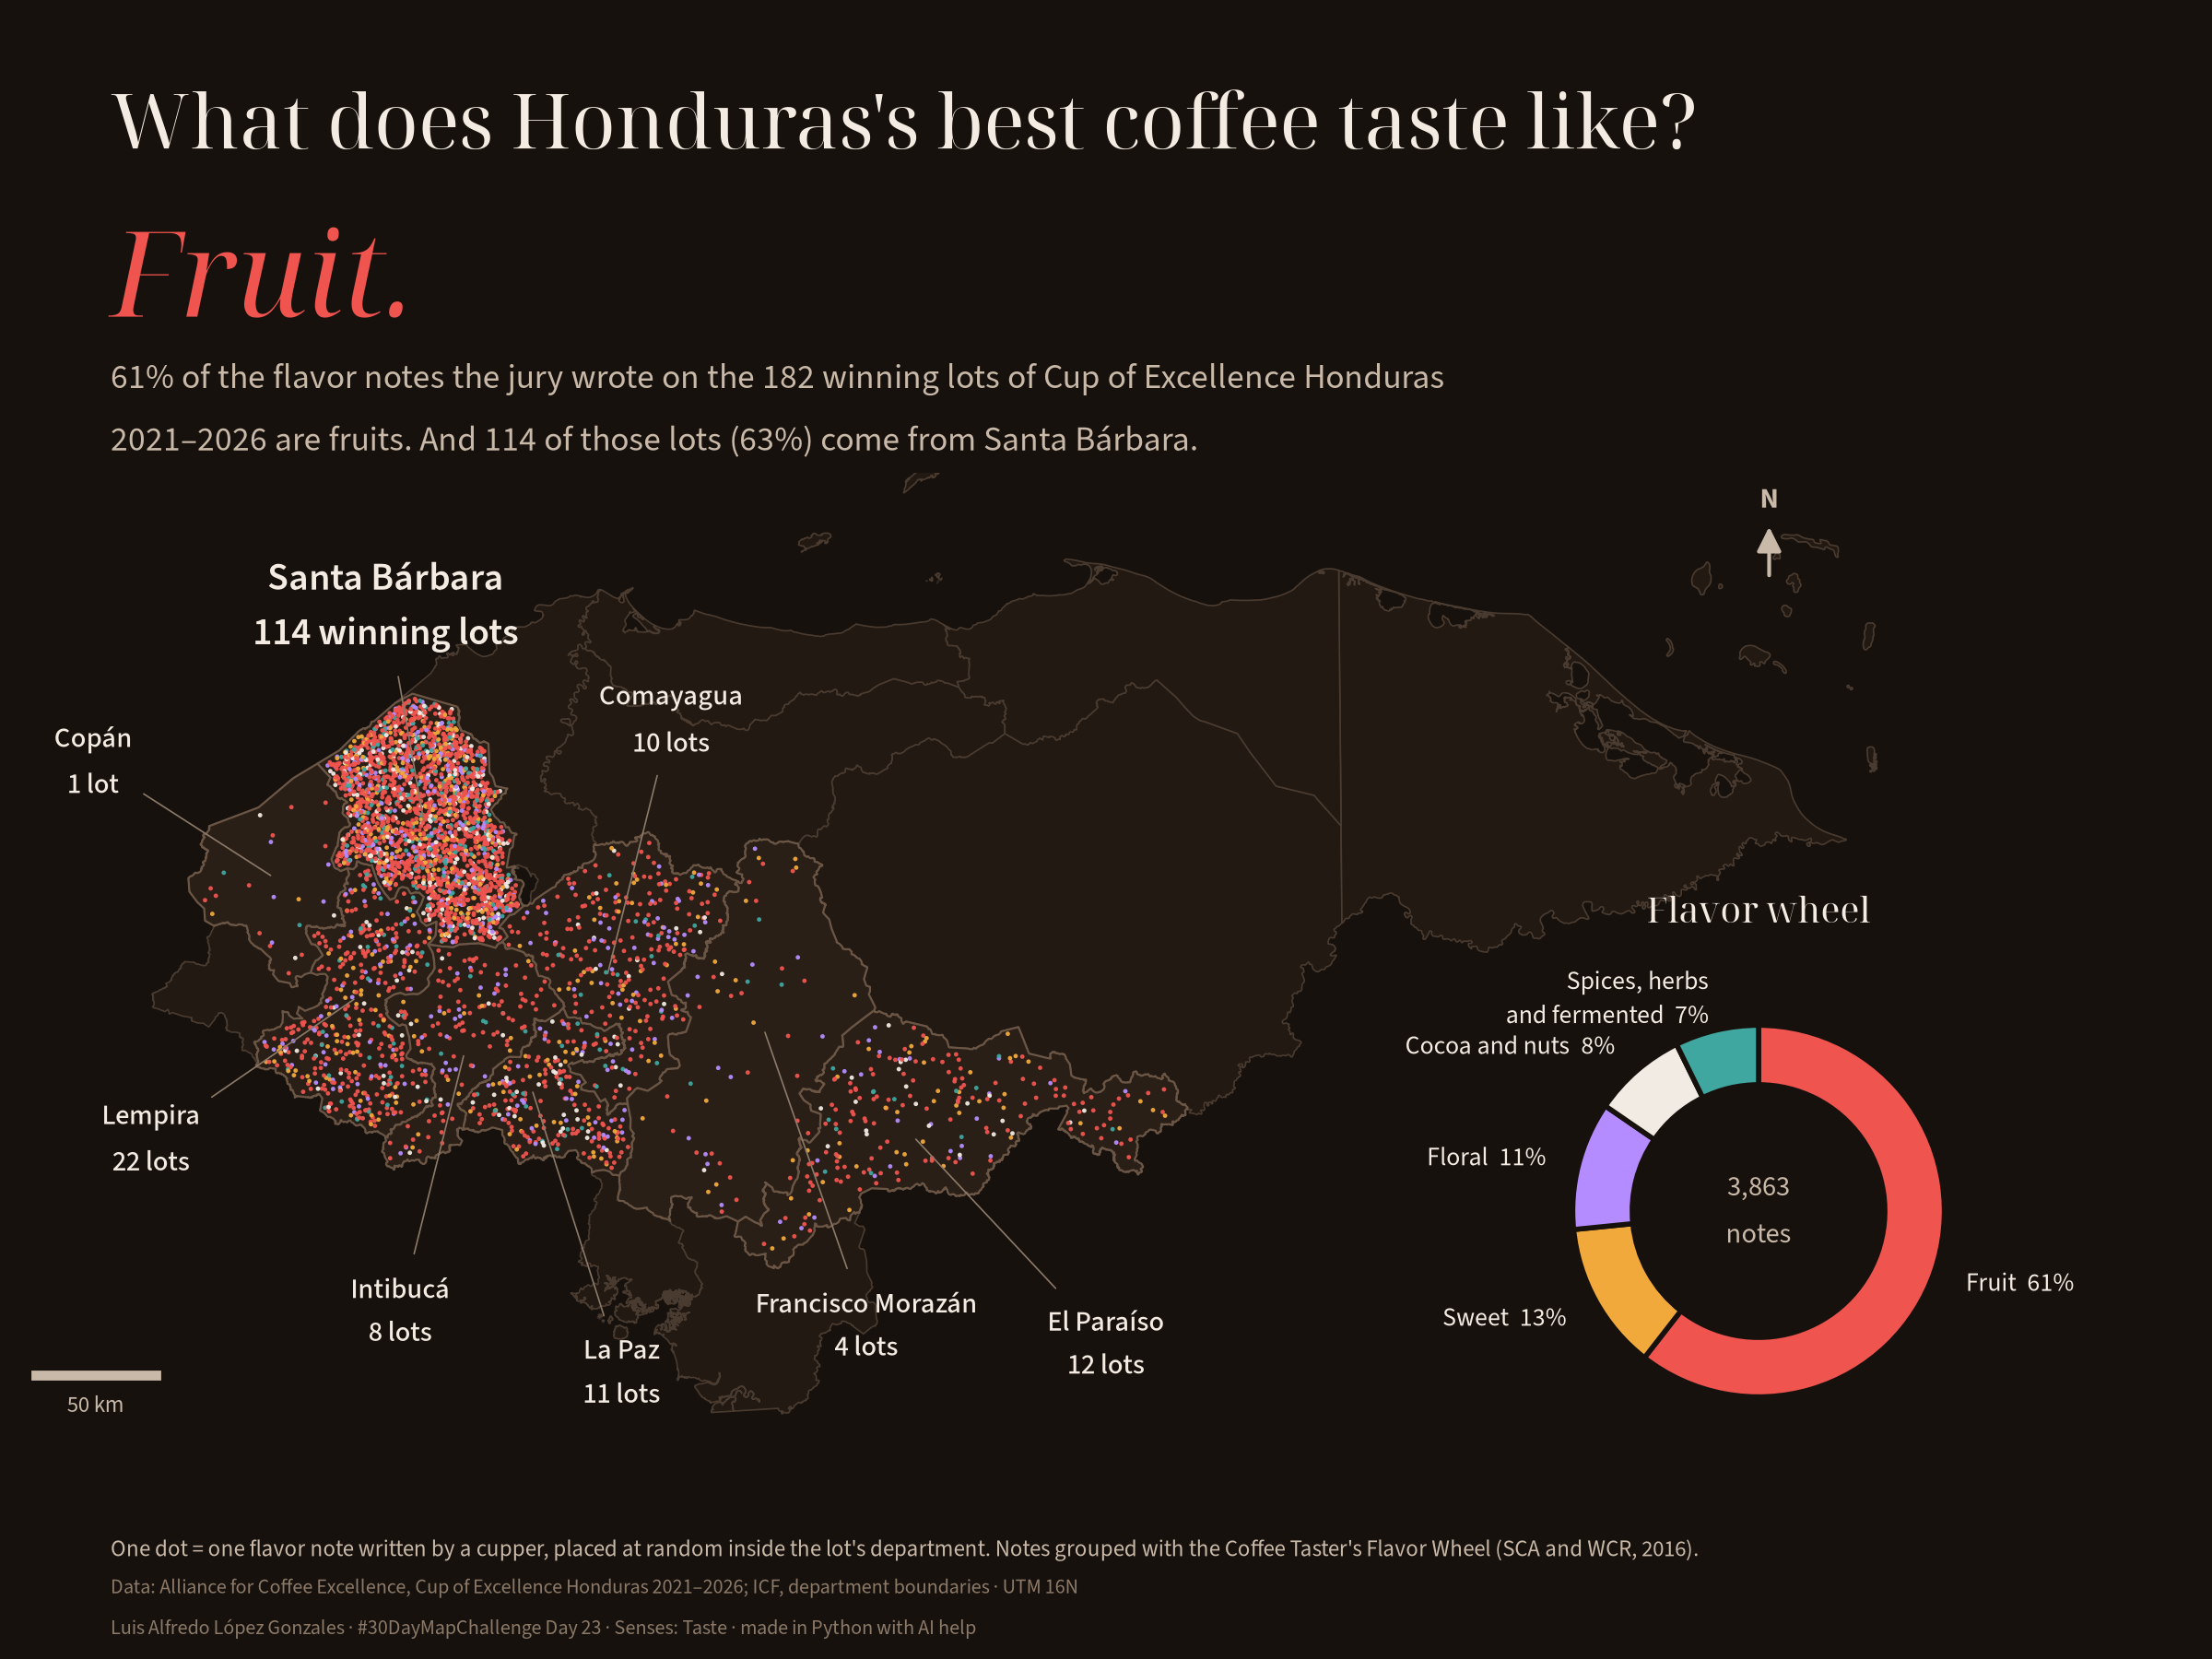 What does Honduras's best coffee taste like?
Fruit.
61% of the flavor notes the jury wrote on the 182 winning lots of Cup of Excellence Honduras
2021–2026 are fruits. And 114 of those lots (63%) come from Santa Bárbara.
N
Santa Bárbara
114 winning lots
Comayagua
10 lots
Copán
1 lot
Lempira
22 lots
Intibucá
8 lots
La Paz
11 lots
Francisco Morazán
4 lots
El Paraíso
12 lots
50 km
Flavor wheel
Spices, herbs
and fermented 7%
Cocoa and nuts 8%
Floral 11%
Sweet 13%
Fruit 61%
3,863
notes
One dot = one flavor note written by a cupper, placed at random inside the lot's department. Notes grouped with the Coffee Taster's Flavor Wheel (SCA and WCR, 2016).
Data: Alliance for Coffee Excellence, Cup of Excellence Honduras 2021–2026; ICF, department boundaries · UTM 16N
Luis Alfredo López Gonzales · #30DayMapChallenge Day 23 · Senses: Taste · made in Python with AI help